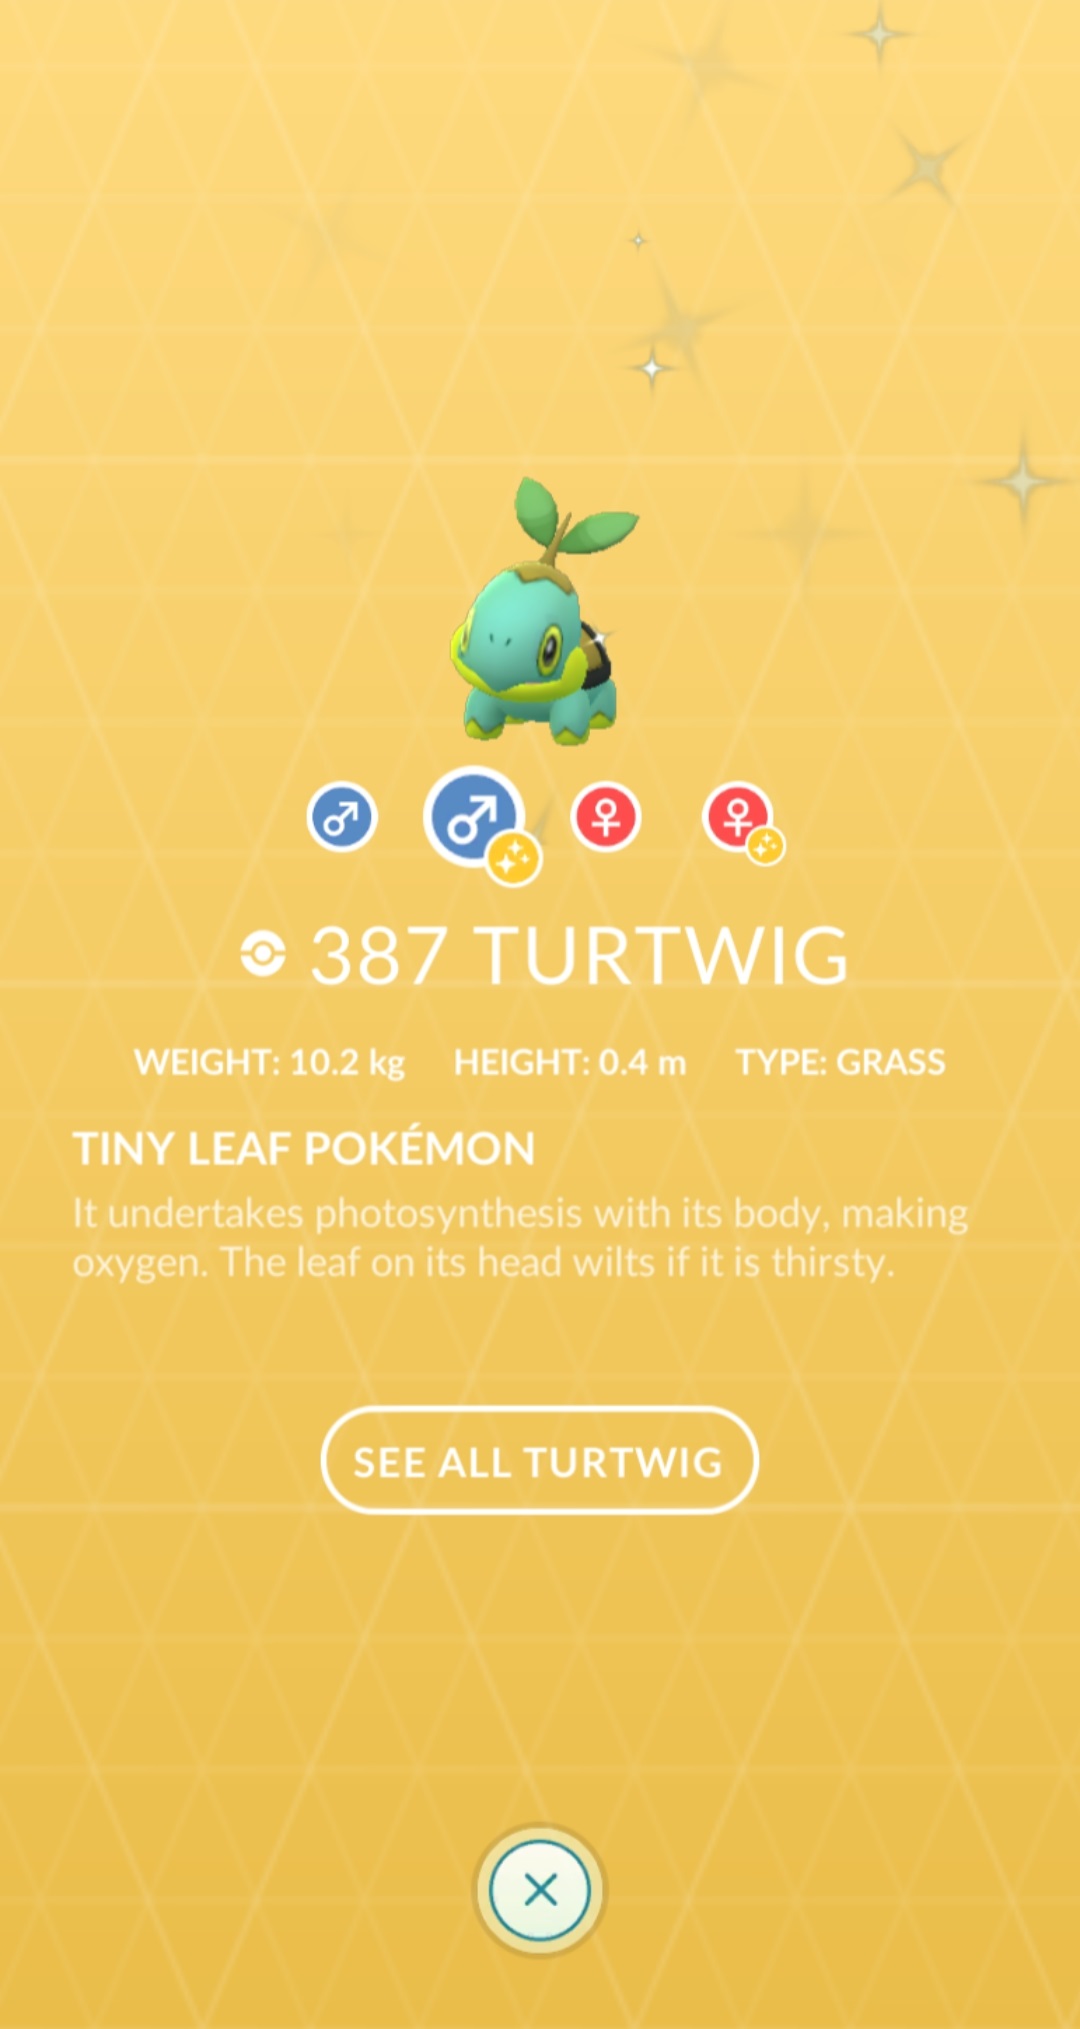 387 TURTWIG
WEIGHT: 10.2 kg HEIGHT: 0.4 m TYPE: GRASS
TINY LEAF POKÉMON
It undertakes photosynthesis with its body, making
oxygen. The leaf on its head wilts if it is thirsty.
SEE ALL TURTWIG